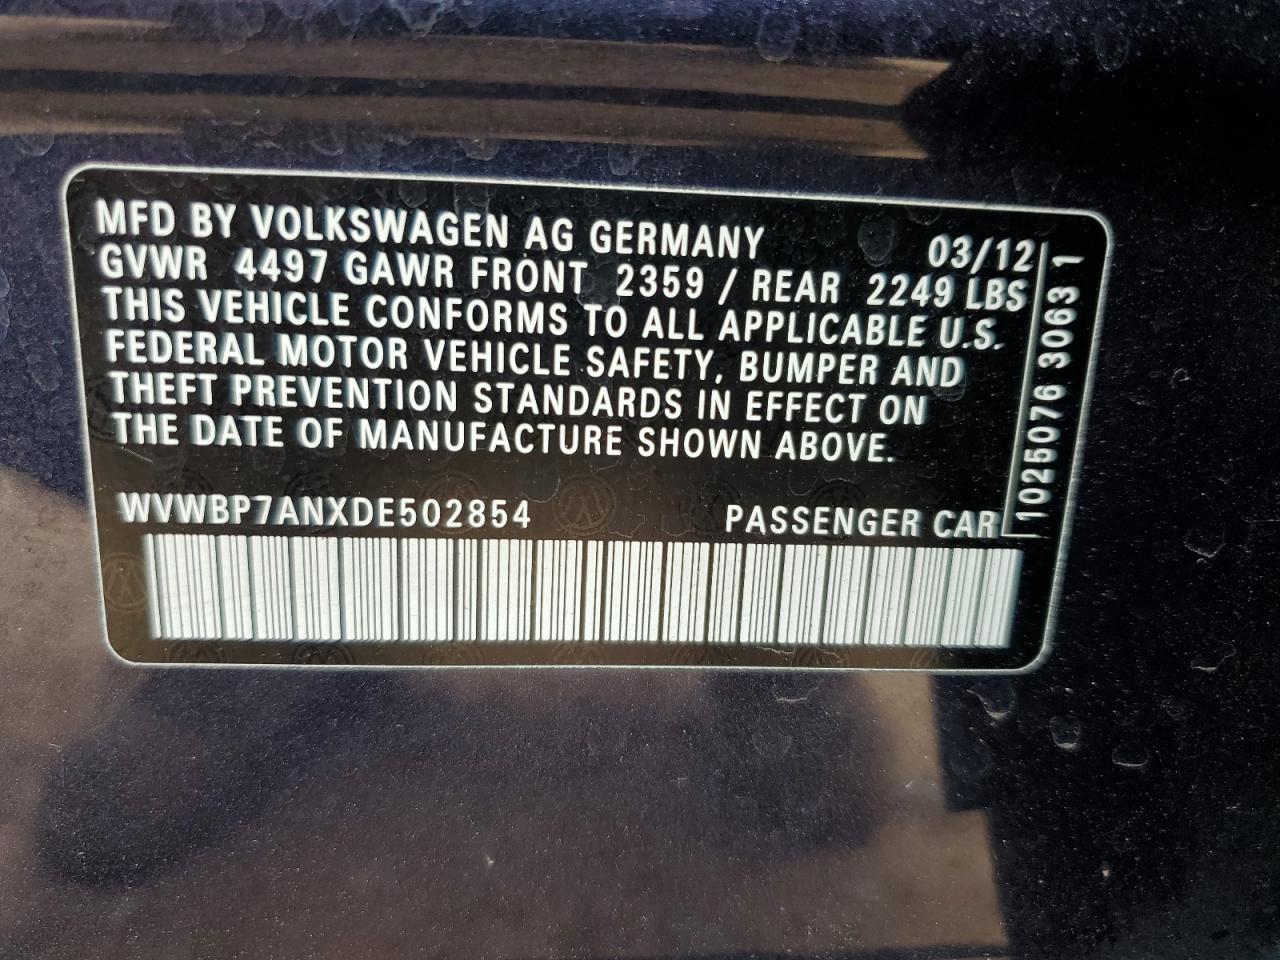 MFD BY VOLKSWAGEN AG GERMANY 03/12
GVWR 4497 GAWR FRONT 2359 / REAR 2249 LBS
THIS VEHICLE CONFORMS TO ALL APPLICABLE U.S.
FEDERAL MOTOR VEHICLE SAFETY, BUMPER AND
THEFT PREVENTION STANDARDS IN EFFECT ON
THE DATE OF MANUFACTURE SHOWN ABOVE.
WVWBP7ANXDE502854 PASSENGER CAR
1025076 3063 1